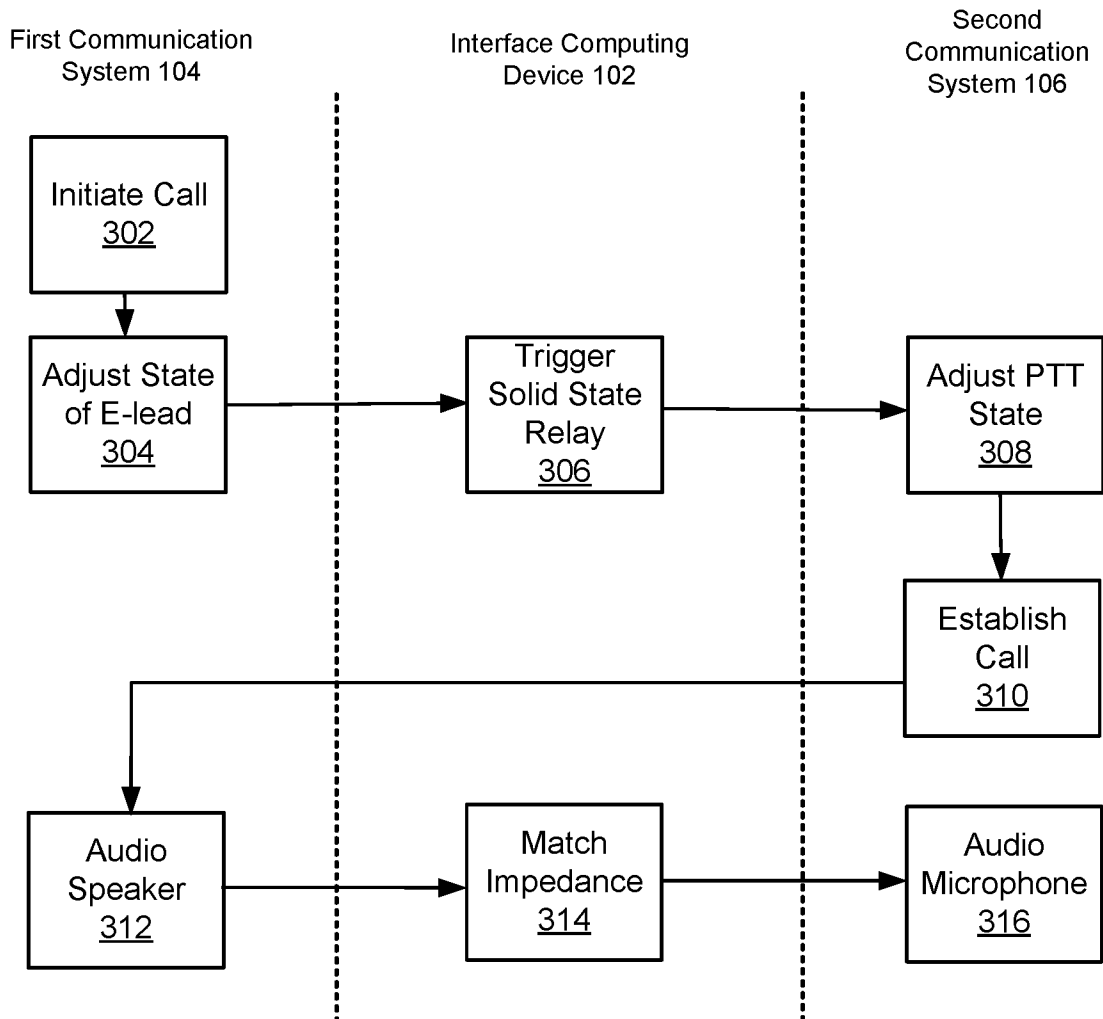 First Communication
System 104
Interface Computing
Device 102
Second
Communication
System 106
Initiate Call
302
Adjust State
of E-lead
304
Trigger
Solid State
Relay
306
Adjust PTT
State
308
Establish
Call
310
Audio
Speaker
312
Match
Impedance
314
Audio
Microphone
316